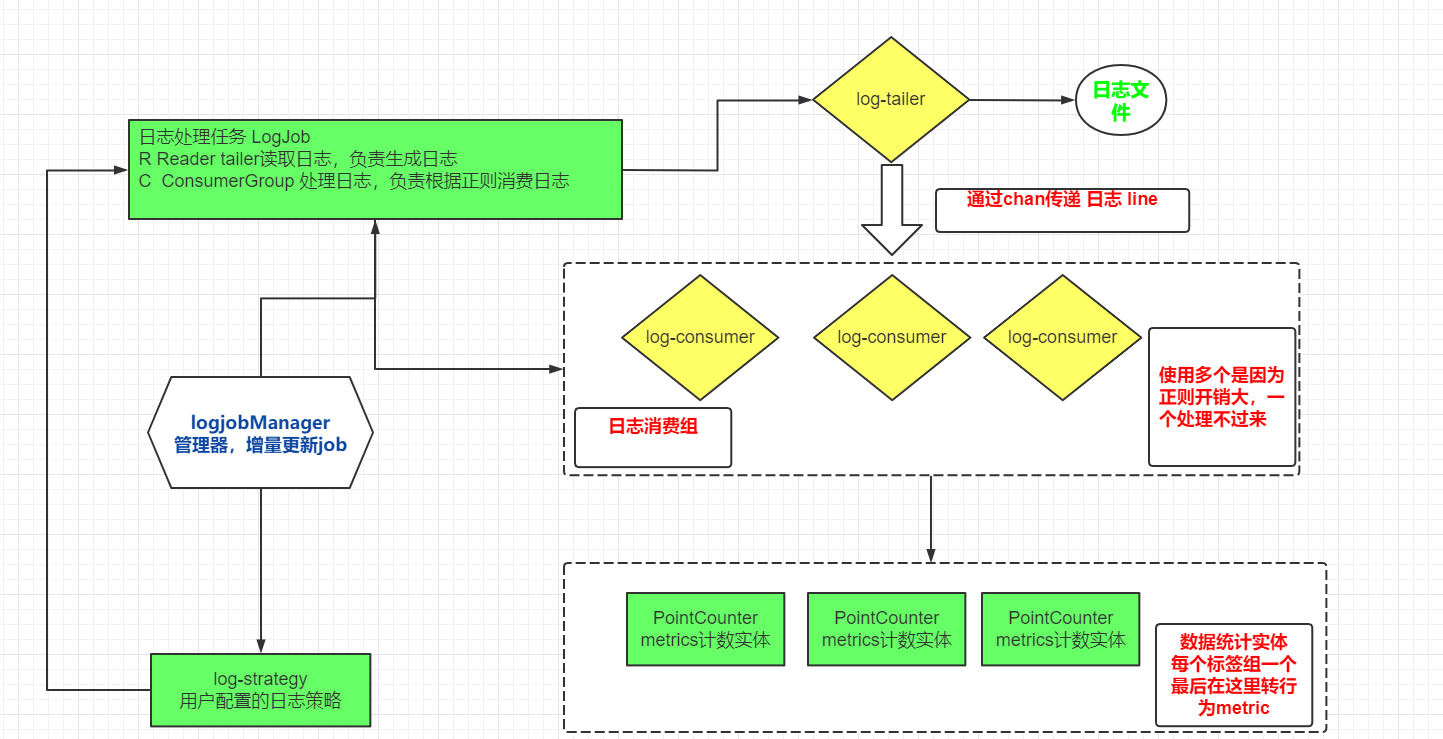 log-tailer
日志文
件
日志处理任务 LogJob
R Reader tailer读取日志，负责生成日志
C ConsumerGroup 处理日志，负责根据正则消费日志
通过chan传递 日志 line
log-consumer
log-consumer
log-consumer
使用多个是因为
正则开销大，一
个处理不过来
日志消费组
logjobManager
管理器，增量更新job
PointCounter
metrics计数实体
PointCounter
metrics计数实体
PointCounter
metrics计数实体
数据统计实体
每个标签组一个
最后在这里转行
为metric
log-strategy
用户配置的日志策略